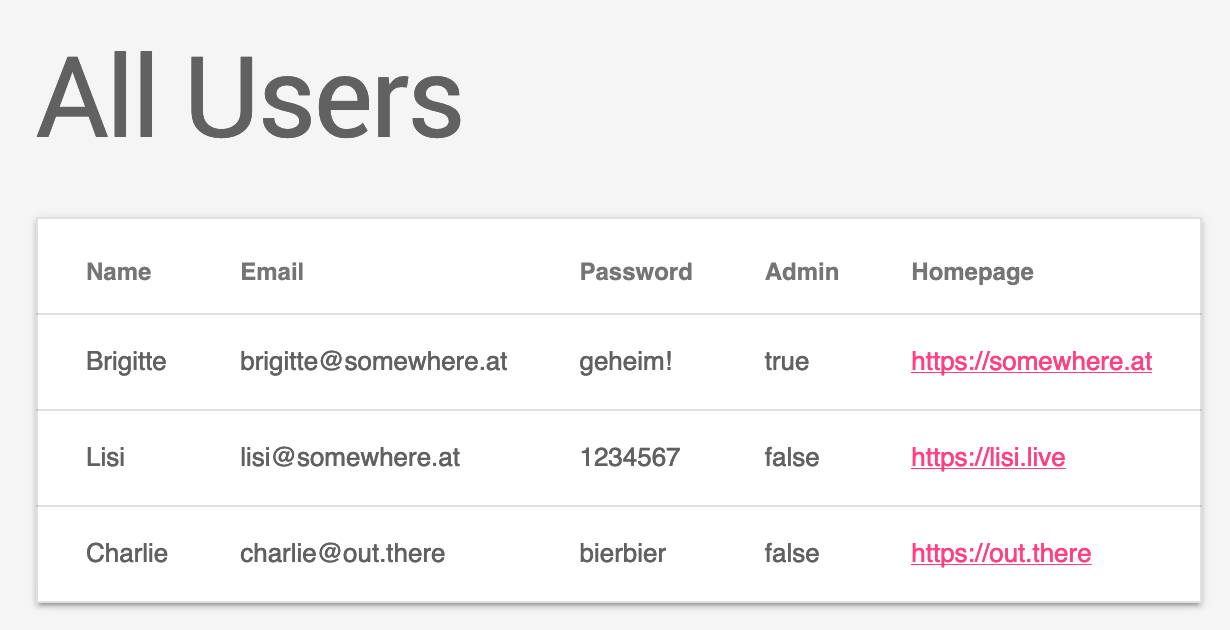 All Users
Name Email Password Admin Homepage
Brigitte brigitte@somewhere.at geheim! true https://somewhere.at
Lisi lisi@somewhere.at 1234567 false https://lisi.live
Charlie charlie@out.there bierbier false https://out.there